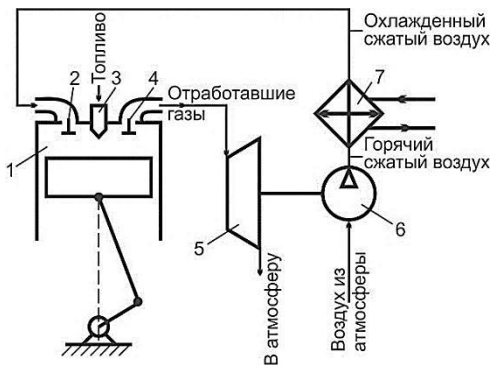 Охлажденный
сжатый воздух
Топливо
2
3
4
Отработавшие
газы
7
1
Горячий
сжатый воздух
5
6
В атмосферу
Воздух из
атмосферы